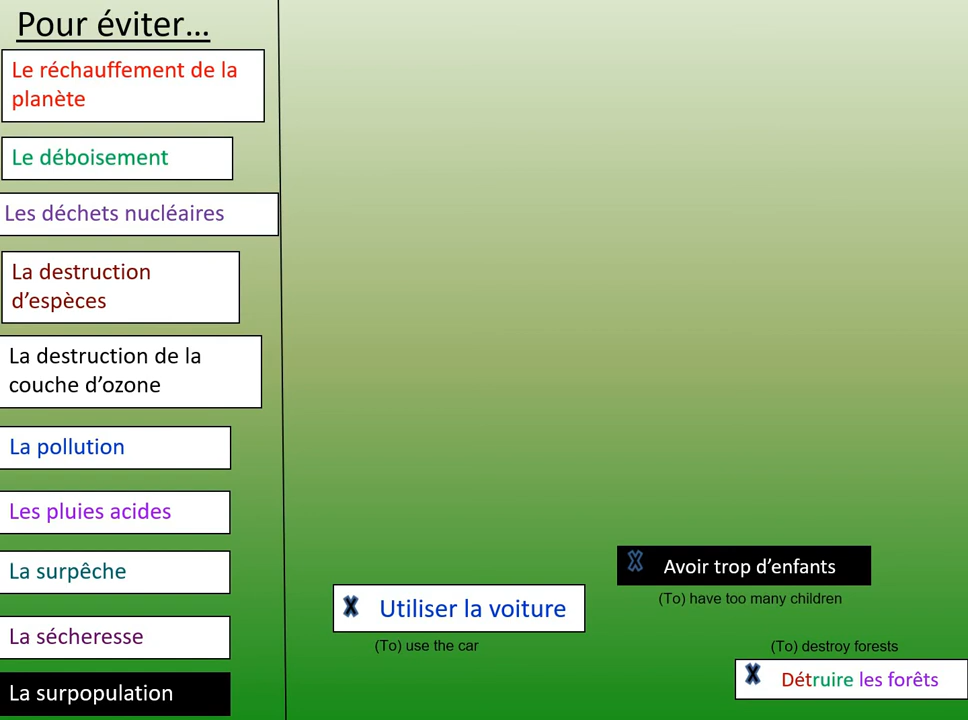 Pour éviter…
Le réchauffement de la
planète
Le déboisement
Les déchets nucléaires
La destruction
d’espèces
La destruction de la
couche d’ozone
La pollution
Les pluies acides
La surpêche
La sécheresse
La surpopulation
Avoir trop d’enfants
(To) have too many children
Utiliser la voiture
(To) use the car
(To) destroy forests
Détruire les forêts